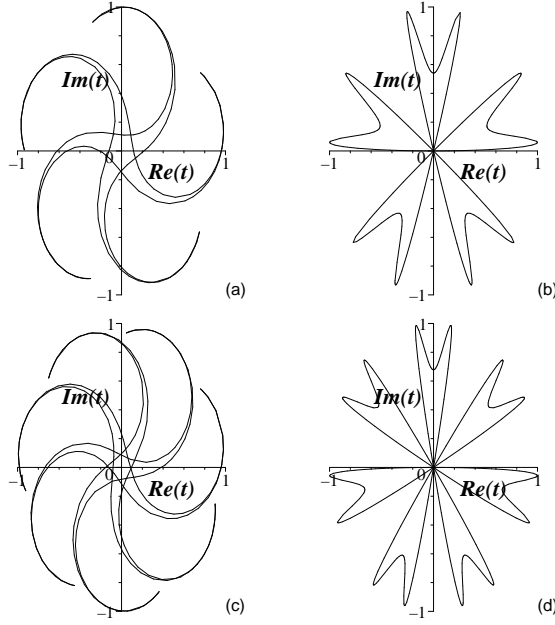 1 1
Im(t) Im(t)
−1 0 1 −1 0 1
Re(t) Re(t)
−1 (a) −1 (b)
1 1
Im(t) Im(t)
−1 0 1 −1 0 1
Re(t) Re(t)
−1 (c) −1 (d)